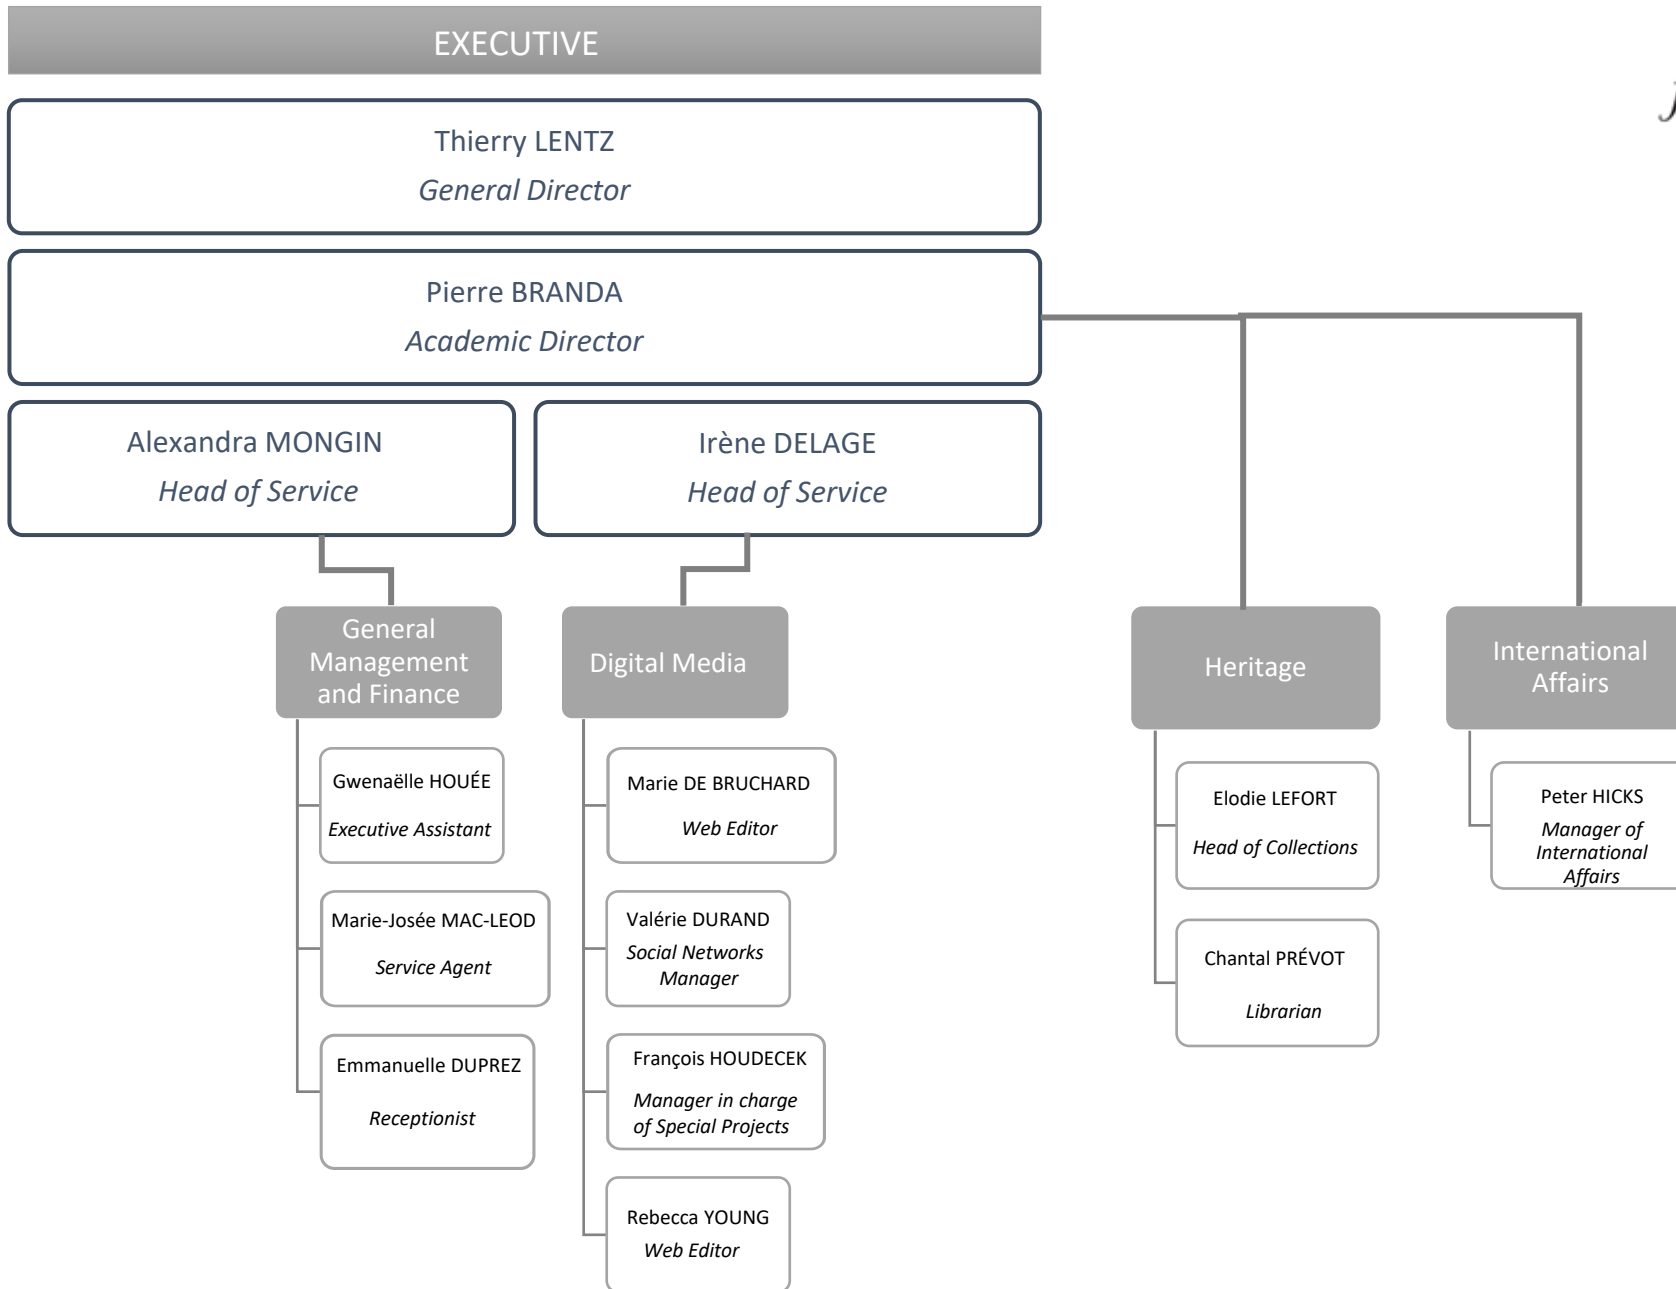 EXECUTIVE
Thierry LENTZ
General Director
Pierre BRANDA
Academic Director
Alexandra MONGIN
Head of Service
Irène DELAGE
Head of Service
General
Management
and Finance
Gwenaëlle HOUÉE
Executive Assistant
Marie-Josée MAC-LEOD
Service Agent
Emmanuelle DUPREZ
Receptionist
Digital Media
Marie DE BRUCHARD
Web Editor
Valérie DURAND
Social Networks
Manager
François HOUDECEK
Manager in charge
of Special Projects
Rebecca YOUNG
Web Editor
Heritage
Elodie LEFORT
Head of Collections
Chantal PRÉVOT
Librarian
International
Affairs
Peter HICKS
Manager of
International
Affairs